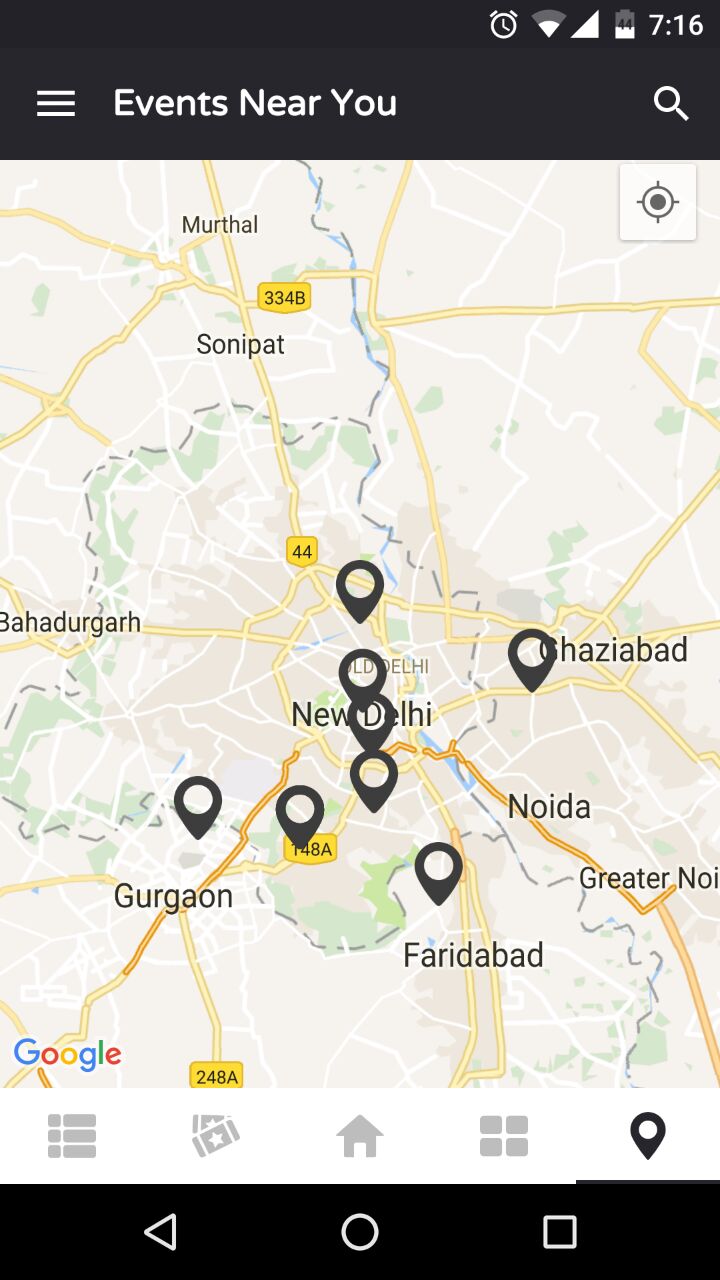 44 7:16
Events Near You
Murthal
334B
Sonipat
44
Bahadurgarh
OLD DELHI
Ghaziabad
New Delhi
Noida
148A
Greater Noi
Gurgaon
Faridabad
Google
248A